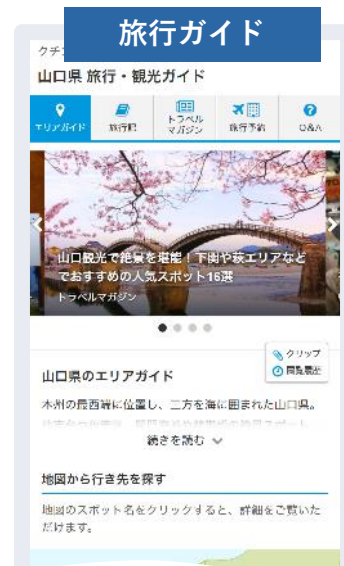 旅行ガイド
クチ
山口県 旅行・観光ガイド
エリアガイド
旅行記
トラベル
マガジン
旅行予約
Q&A
山口観光で絶景を堪能！下関や萩エリアなど
でおすすめの人気スポット16選
トラベルマガジン
クリップ
閲覧履歴
山口県のエリアガイド
本州の最西端に位置し、三方を海に囲まれた山口県。
続きを読む
地図から行き先を探す
地図のスポット名をクリックすると、詳細をご覧いた
だけます。